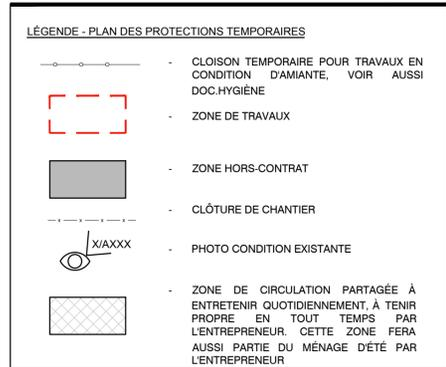 LÉGENDE - PLAN DES PROTECTIONS TEMPORAIRES
- CLOISON TEMPORAIRE POUR TRAVAUX EN
CONDITION D'AMIANTE, VOIR AUSSI
DOC.HYGIÈNE
- ZONE DE TRAVAUX
- ZONE HORS-CONTRAT
- CLÔTURE DE CHANTIER
X/AXXX
- PHOTO CONDITION EXISTANTE
- ZONE DE CIRCULATION PARTAGÉE À
ENTRETENIR QUOTIDIENNEMENT, À TENIR
PROPRE EN TOUT TEMPS PAR
L'ENTREPRENEUR. CETTE ZONE FERA
AUSSI PARTIE DU MÉNAGE D'ÉTÉ PAR
L'ENTREPRENEUR